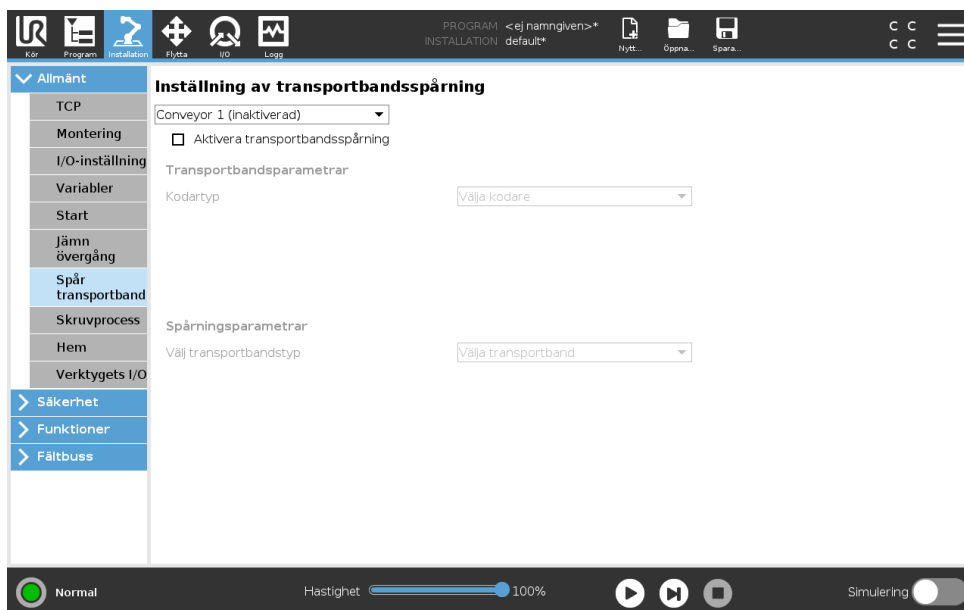 UR
Kör
Program
Installation
Flytta
I/O
Logg
PROGRAM <ej namngiven>*
INSTALLATION default*
Nytt...
Öppna...
Spara...
C C
C C
Allmänt
TCP
Montering
I/O-inställning
Variabler
Start
Jämn
övergång
Spår
transportband
Skruvprocess
Hem
Verktygets I/O
Säkerhet
Funktioner
Fältbuss
Inställning av transportbandsspårning
Conveyor 1 (inaktiverad)
Aktivera transportbandsspårning
Transportbandsparametrar
Kodartyp
Välja kodare
Spårningsparametrar
Välj transportbandstyp
Välja transportband
Normal
Hastighet
100%
Simulering